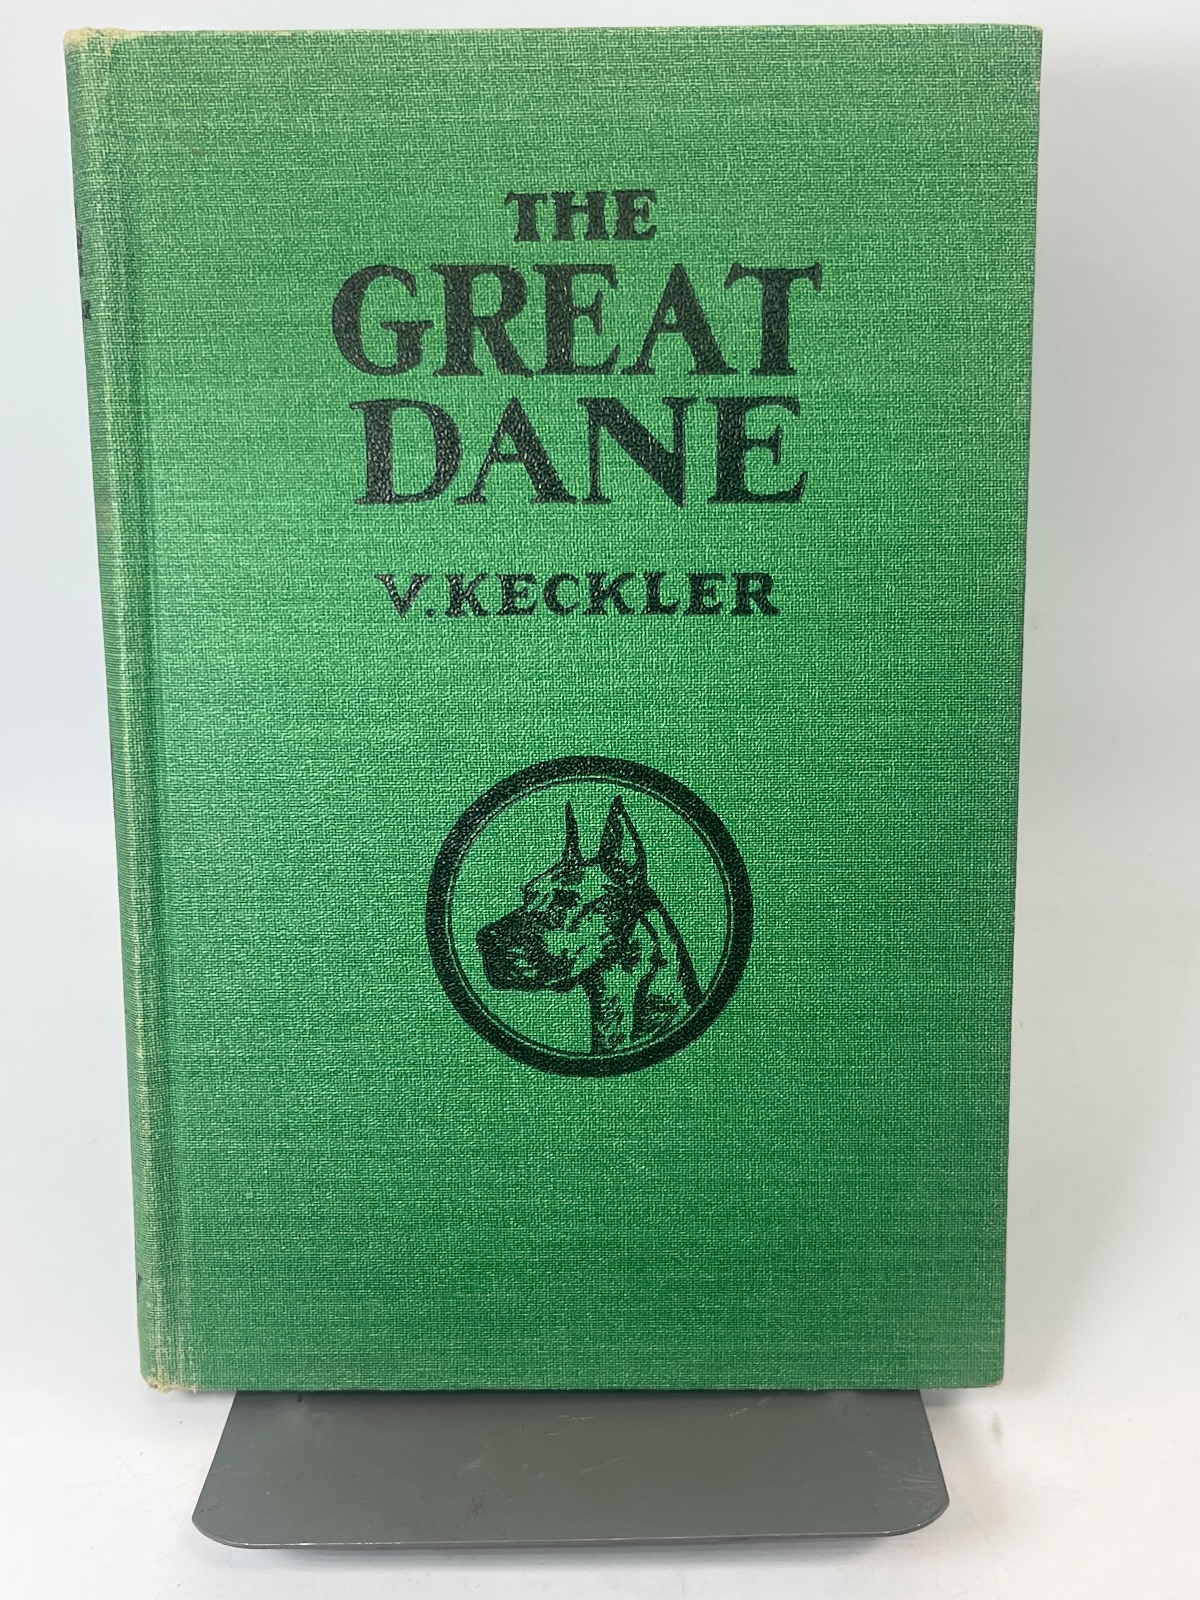 THE
GREAT
DANE
V. KECKLER